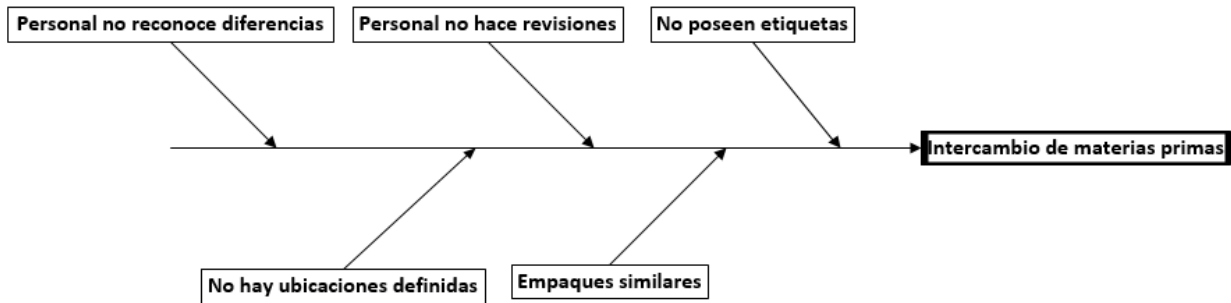 Personal no reconoce diferencias
Personal no hace revisiones
No poseen etiquetas
Intercambio de materias primas
No hay ubicaciones definidas
Empaques similares